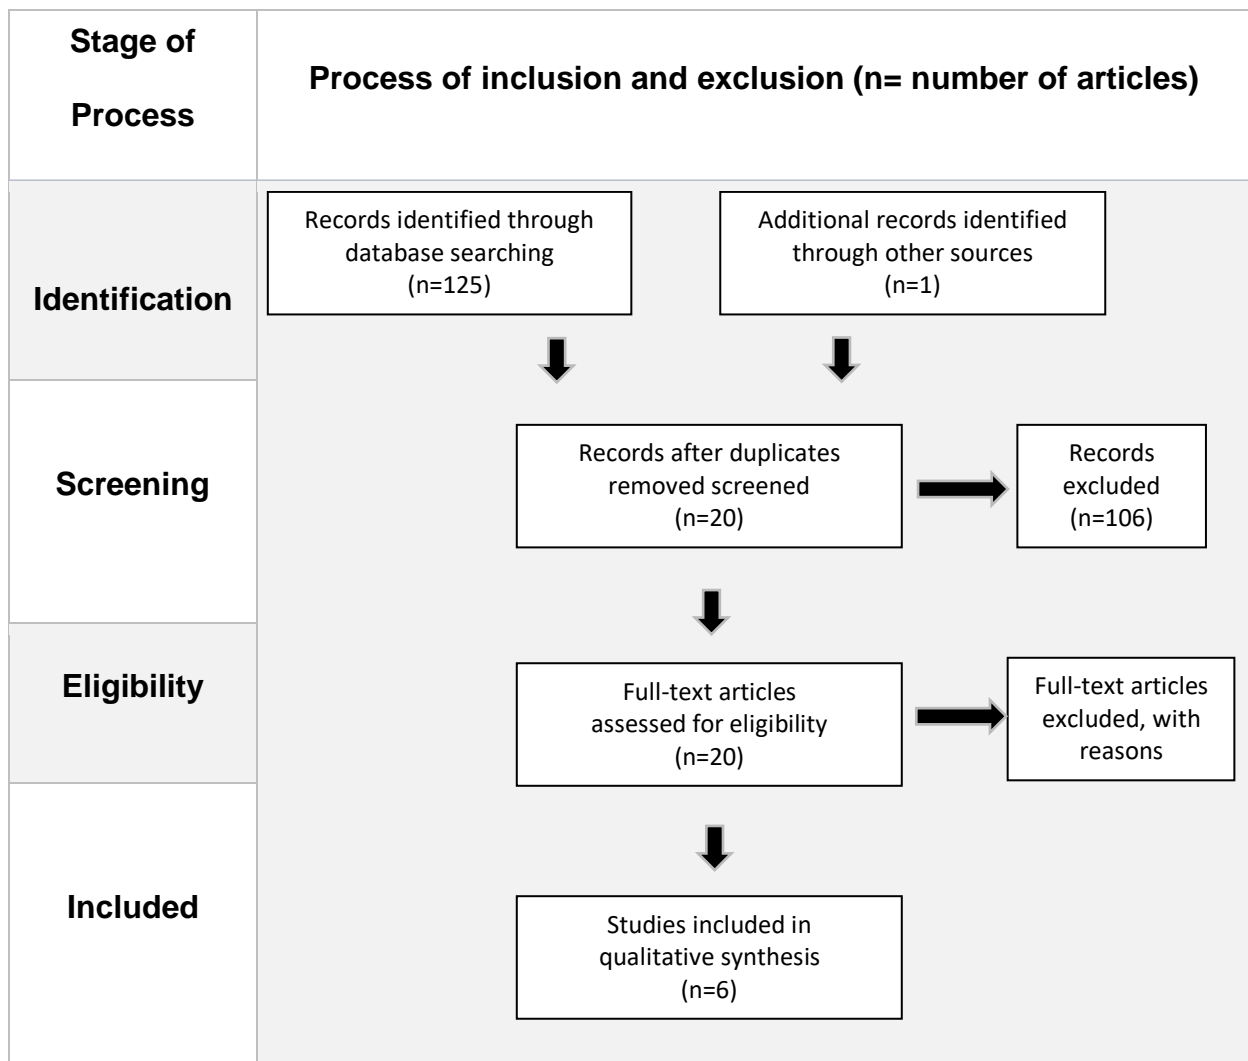 Stage of
Process
Process of inclusion and exclusion (n= number of articles)
Identification
Records identified through
database searching
(n=125)
Additional records identified
through other sources
(n=1)
Screening
Records after duplicates
removed screened
(n=20)
Records
excluded
(n=106)
Eligibility
Full-text articles
assessed for eligibility
(n=20)
Full-text articles
excluded, with
reasons
Included
Studies included in
qualitative synthesis
(n=6)